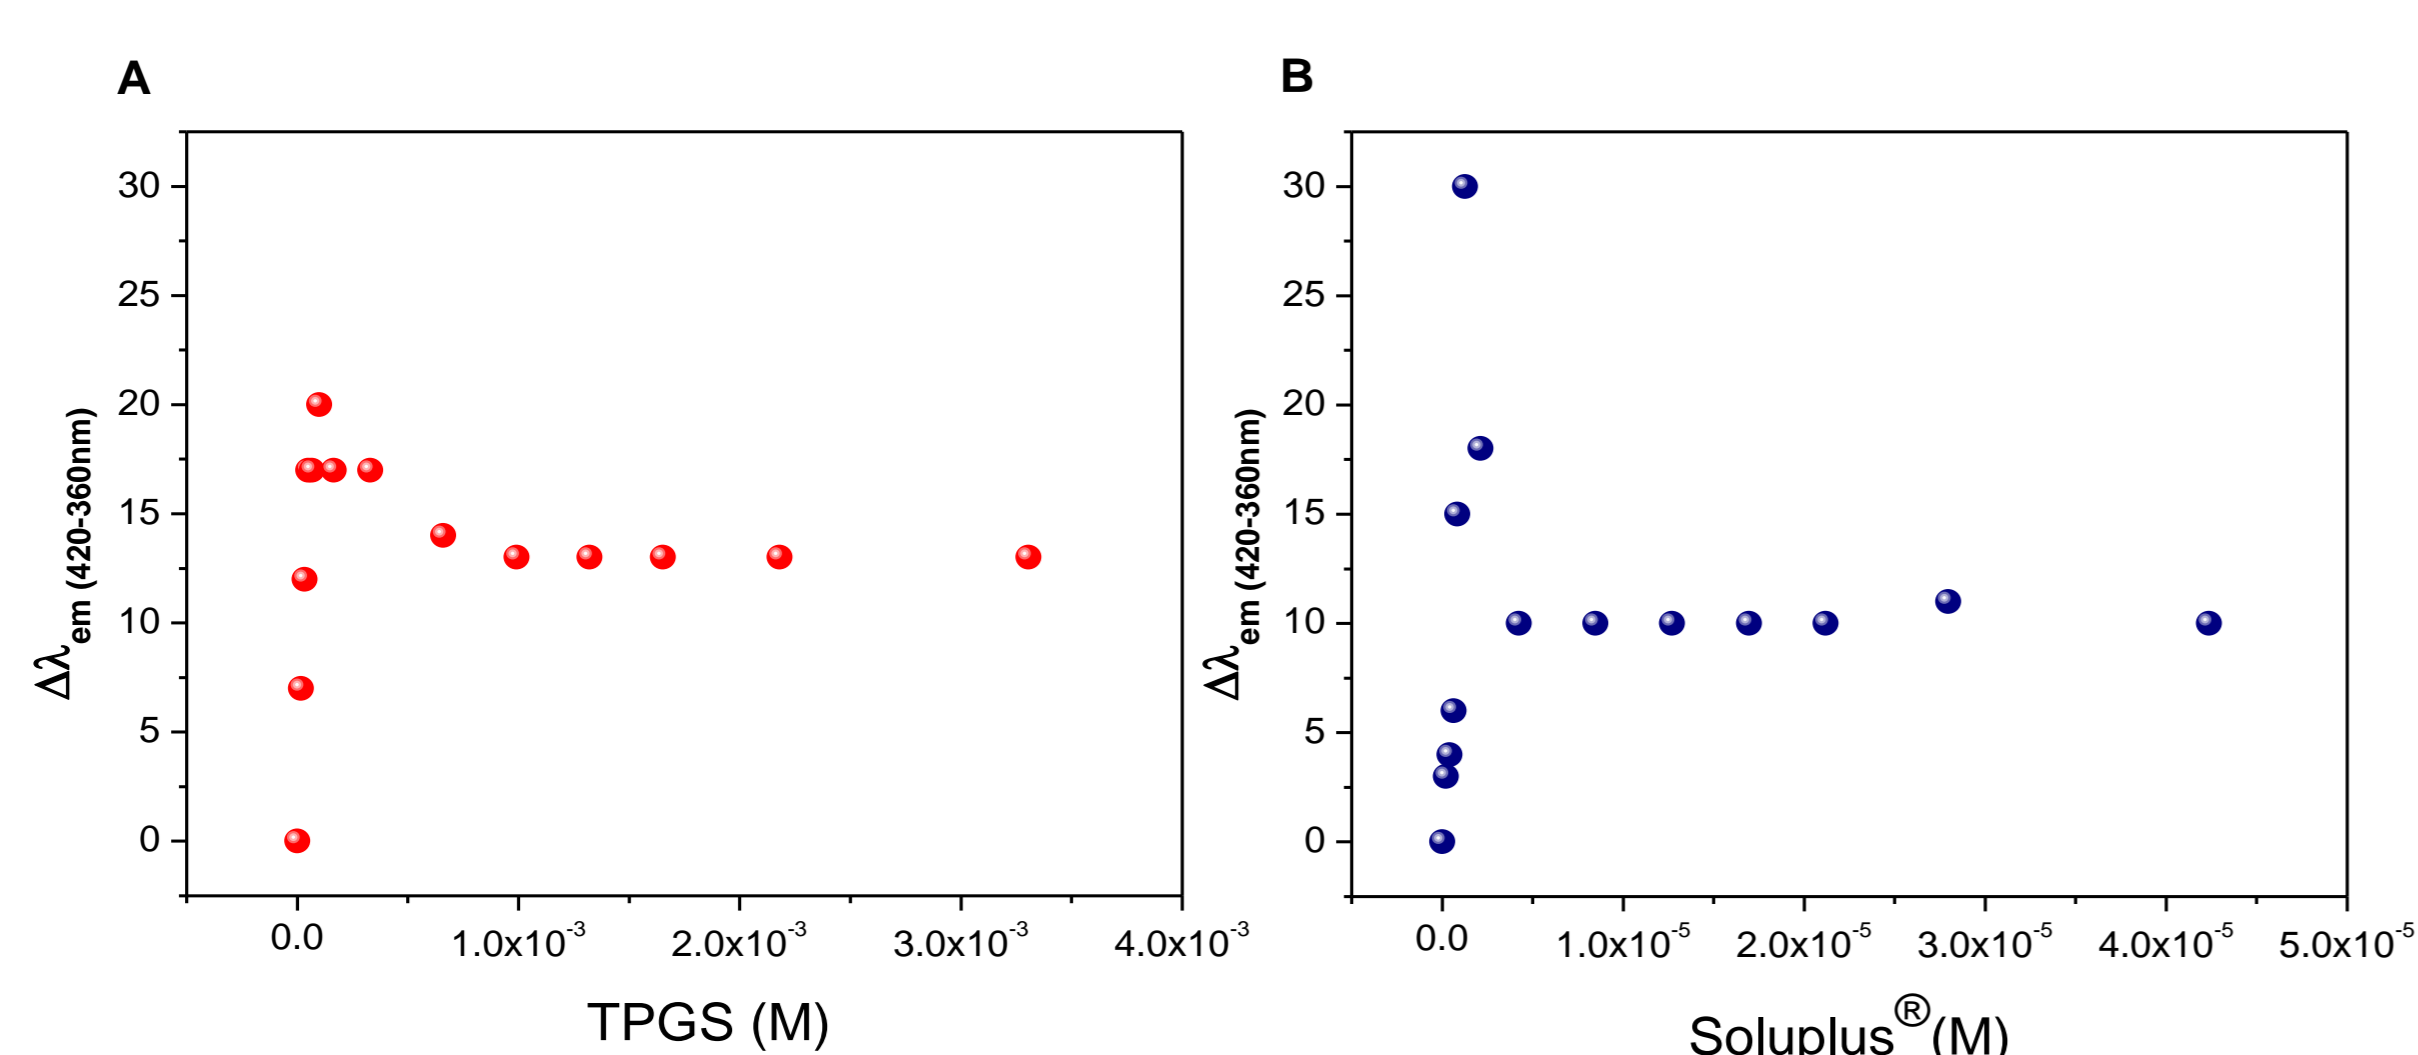 A
30
25
20
15
10
5
0
Δλem (420-360nm)
0.0 1.0x10-3 2.0x10-3 3.0x10-3 4.0x10-3
TPGS (M)
B
30
25
20
15
10
5
0
Δλem (420-360nm)
0.0 1.0x10-5 2.0x10-5 3.0x10-5 4.0x10-5 5.0x10-5
Soluplus®(M)